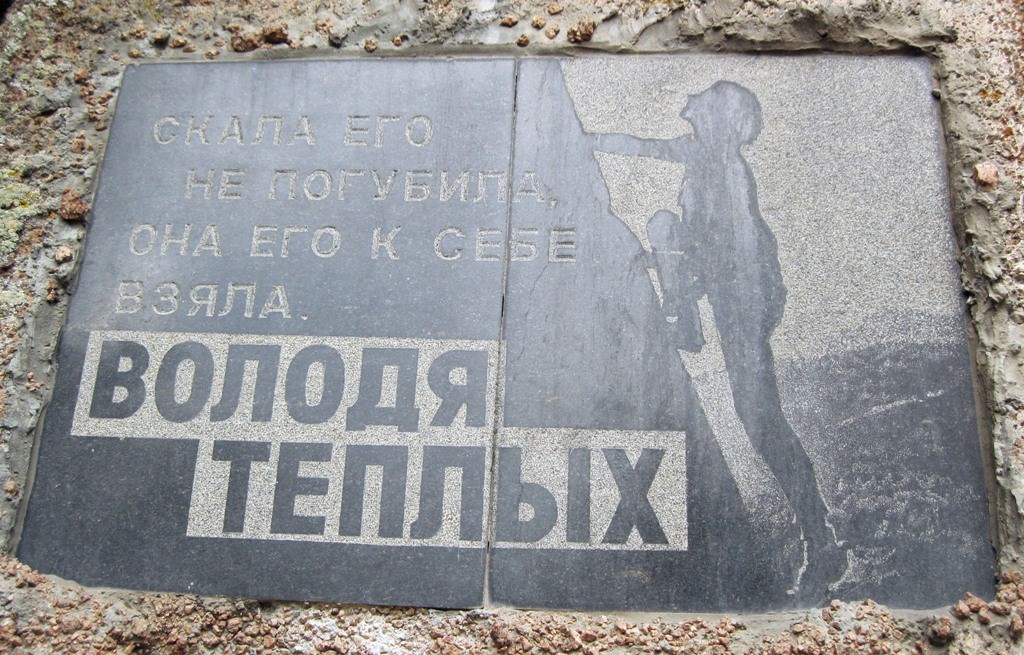 СКАЛА ЕГО
НЕ ПОГУБИЛА,
ОНА ЕГО К СЕБЕ
ВЗЯЛА.
ВОЛОДЯ
ТЕПЛЫХ